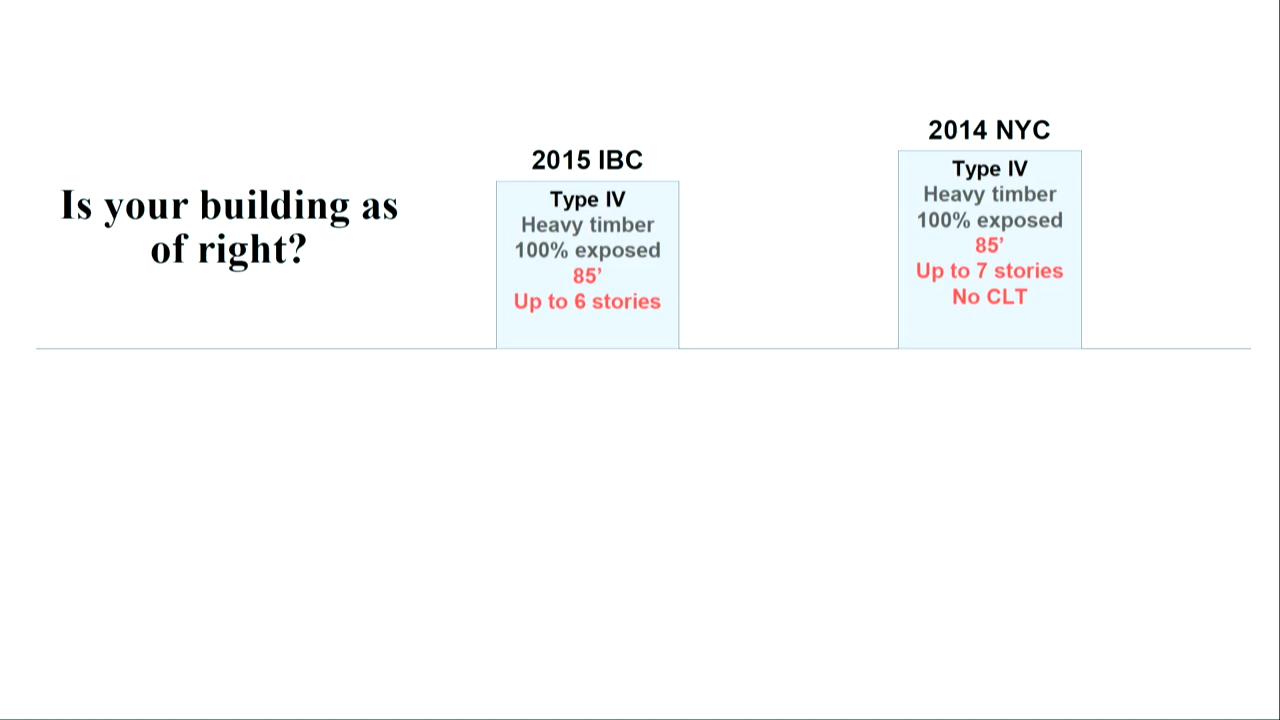 Is your building as
of right?
2015 IBC
Type IV
Heavy timber
100% exposed
85’
Up to 6 stories
2014 NYC
Type IV
Heavy timber
100% exposed
85’
Up to 7 stories
No CLT